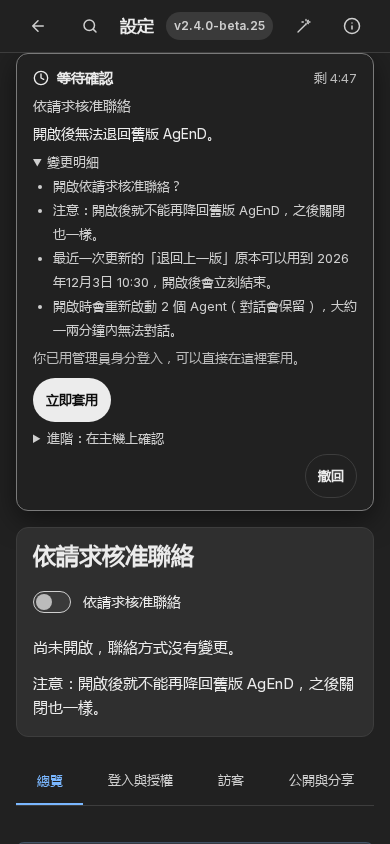 設定 v2.4.0-beta.25
等待確認 剩 4:47
依請求核准聯絡
開啟後無法退回舊版 AgEnD。
▼ 變更明細
• 開啟依請求核准聯絡？
• 注意：開啟後就不能再降回舊版 AgEnD，之後關閉
也一樣。
• 最近一次更新的「退回上一版」原本可以用到 2026
年12月3日 10:30，開啟後會立刻結束。
• 開啟時會重新啟動 2 個 Agent（對話會保留），大約
一兩分鐘內無法對話。
你已用管理員身分登入，可以直接在這裡套用。
立即套用
▶ 進階：在主機上確認
撤回
依請求核准聯絡
依請求核准聯絡
尚未開啟，聯絡方式沒有變更。
注意：開啟後就不能再降回舊版 AgEnD，之後關
閉也一樣。
總覽 登入與授權 訪客 公開與分享